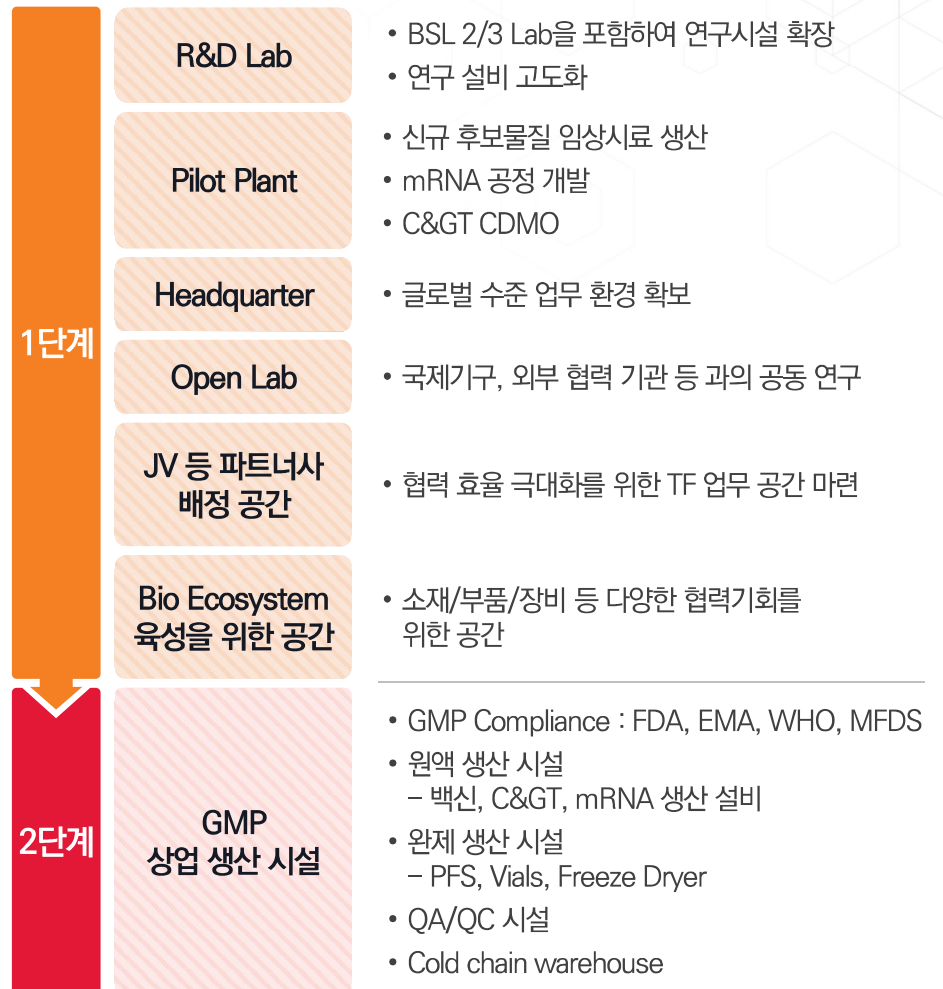 1단계
R&D Lab
• BSL 2/3 Lab을 포함하여 연구시설 확장
• 연구 설비 고도화
Pilot Plant
• 신규 후보물질 임상시료 생산
• mRNA 공정 개발
• C&GT CDMO
Headquarter
• 글로벌 수준 업무 환경 확보
Open Lab
• 국제기구, 외부 협력 기관 등 과의 공동 연구
JV 등 파트너사
배정 공간
• 협력 효율 극대화를 위한 TF 업무 공간 마련
Bio Ecosystem
육성을 위한 공간
• 소재/부품/장비 등 다양한 협력기회를
위한 공간
2단계
GMP
상업 생산 시설
• GMP Compliance : FDA, EMA, WHO, MFDS
• 원액 생산 시설
– 백신, C&GT, mRNA 생산 설비
• 완제 생산 시설
– PFS, Vials, Freeze Dryer
• QA/QC 시설
• Cold chain warehouse